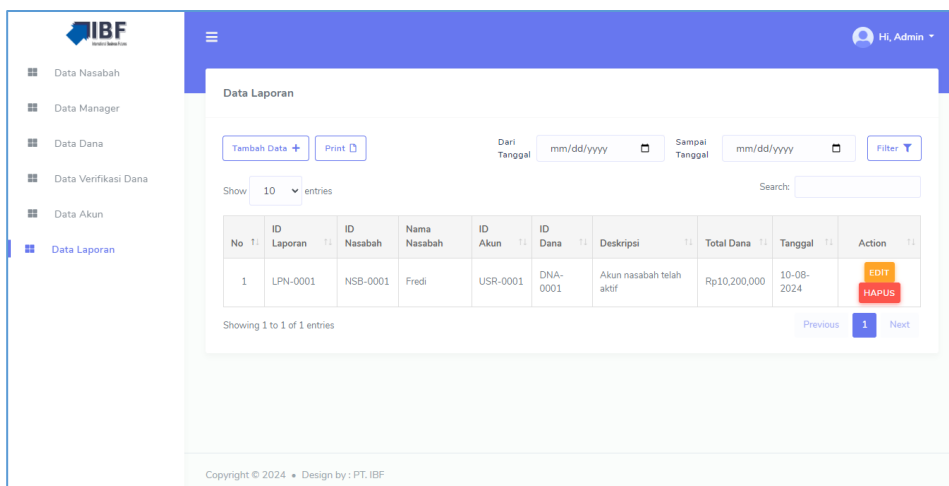 IBF
Hi, Admin
Data Nasabah
Data Manager
Data Dana
Data Verifikasi Dana
Data Akun
Data Laporan
Data Laporan
Tambah Data +
Print
Dari
Tanggal
mm/dd/yyyy
Sampai
Tanggal
mm/dd/yyyy
Filter
Show 10 entries
Search:
No
ID
Laporan
ID
Nasabah
Nama
Nasabah
ID
Akun
ID
Dana
Deskripsi
Total Dana
Tanggal
Action
1
LPN-0001
NSB-0001
Fredi
USR-0001
DNA-
0001
Akun nasabah telah
aktif
Rp10,200,000
10-08-
2024
EDIT
HAPUS
Showing 1 to 1 of 1 entries
Previous 1 Next
Copyright © 2024 • Design by : PT. IBF